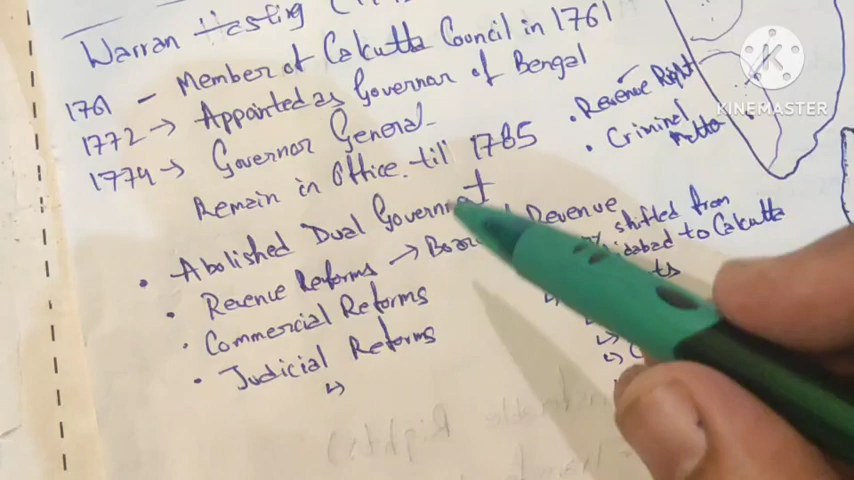 Warran Hasting
1761 - Member of Calcutta Council in 1761
1772 → Appointed as Governor of Bengal
1774 → Governor General
Remain in Office till 1785
• Revenue Right
• Criminal Matter
• Abolished Dual Government
• Revenue Reforms → Board Revenue
shifted from
to Calcutta
• Commercial Reforms
• Judicial Reforms
KINEMASTER